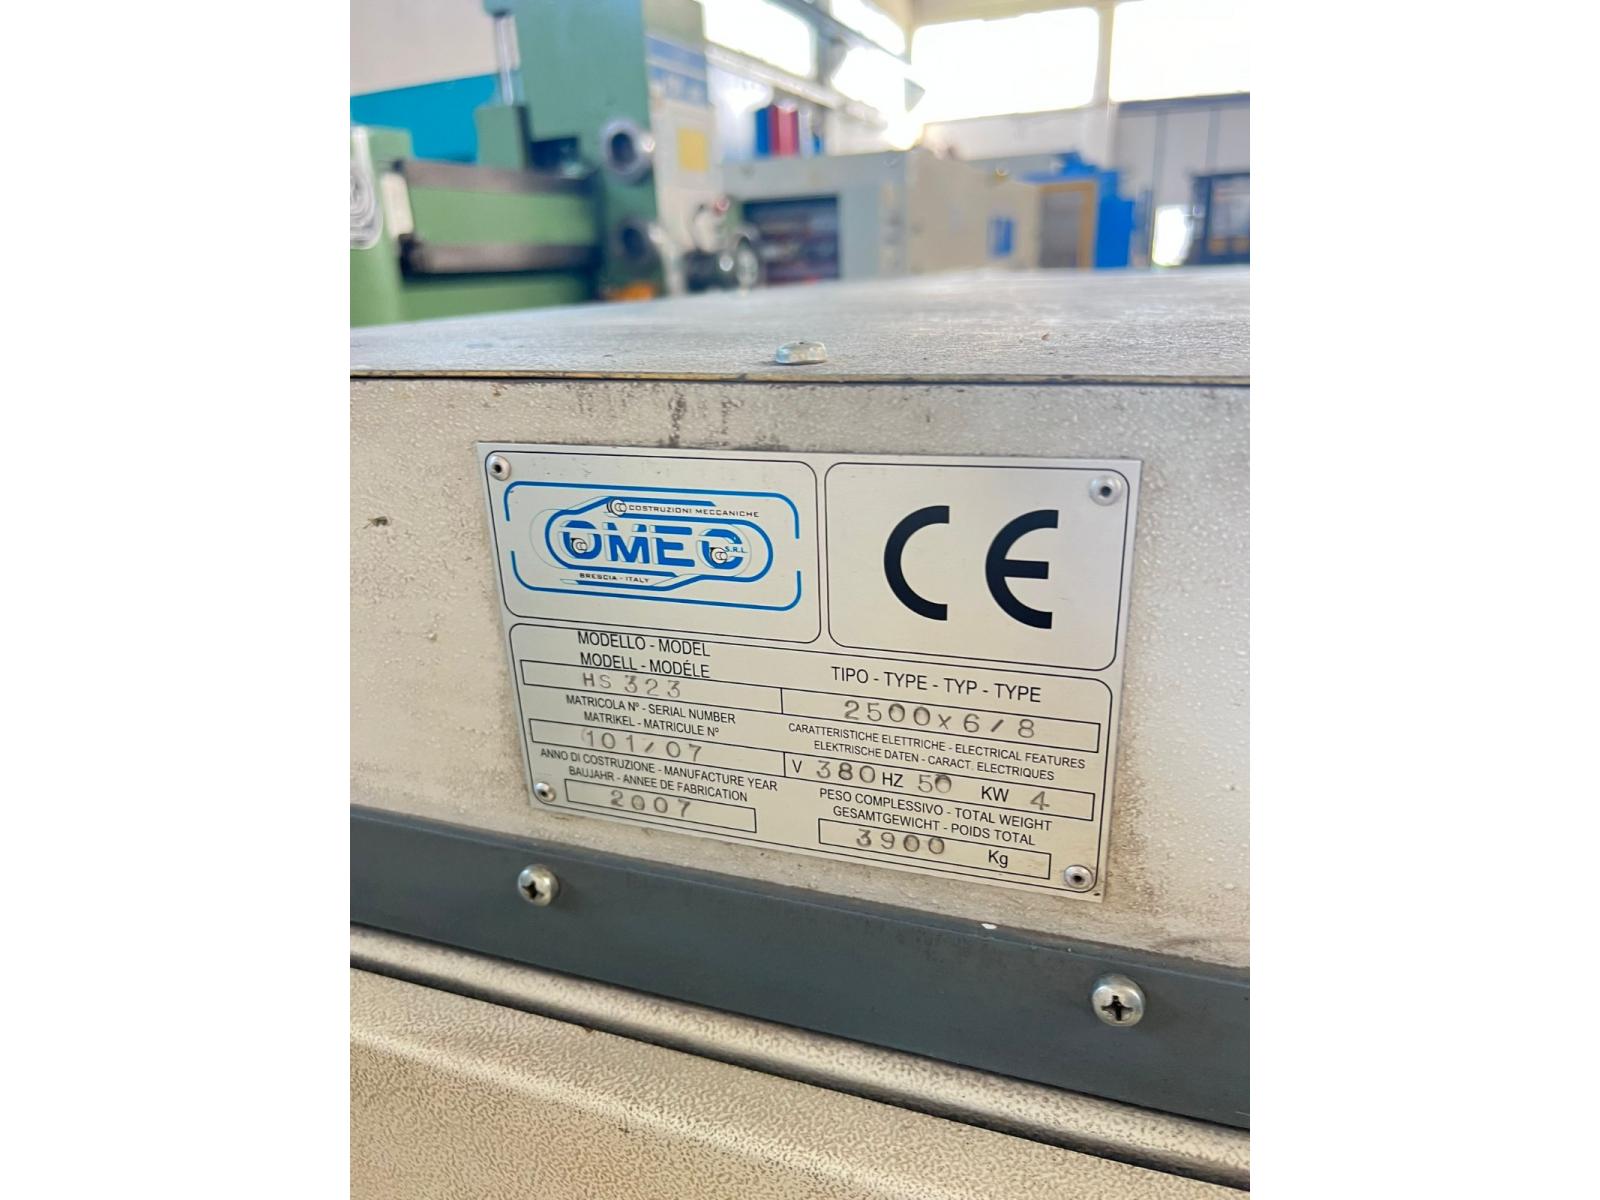 COSTRUZIONI MECCANICHE
OMEC S.R.L.
BRESCIA - ITALY
CE
MODELLO - MODEL
MODELL - MODÉLE
HS 323
TIPO - TYPE - TYP - TYPE
2500x6/8
MATRICOLA N° - SERIAL NUMBER
MATRIKEL - MATRICULE N°
101/07
CARATTERISTICHE ELETTRICHE - ELECTRICAL FEATURES
ELEKTRISCHE DATEN - CARACT. ELECTRIQUES
V 380 HZ 50 KW 4
ANNO DI COSTRUZIONE - MANUFACTURE YEAR
BAUJAHR - ANNEE DE FABRICATION
2007
PESO COMPLESSIVO - TOTAL WEIGHT
GESAMTGEWICHT - POIDS TOTAL
3900 Kg